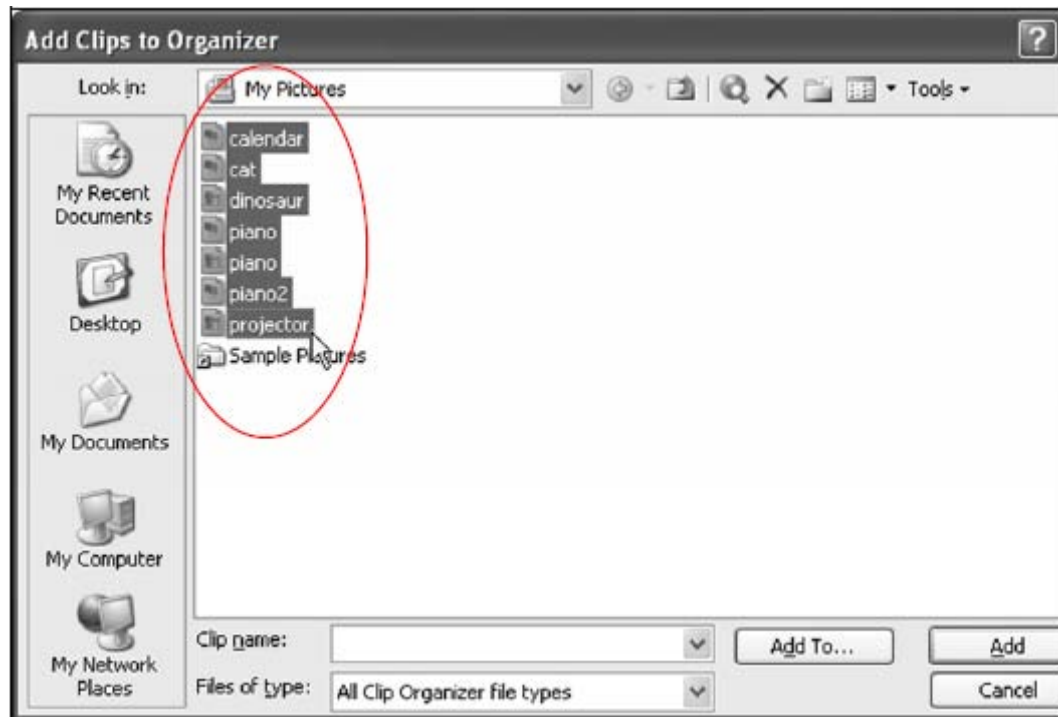 Add Clips to Organizer
?
Look in:
My Pictures
Tools
My Recent
Documents
Desktop
My Documents
My Computer
My Network
Places
calendar
cat
dinosaur
piano
piano
piano2
projector
Sample Pictures
Clip name:
Add To...
Add
Files of type:
All Clip Organizer file types
Cancel